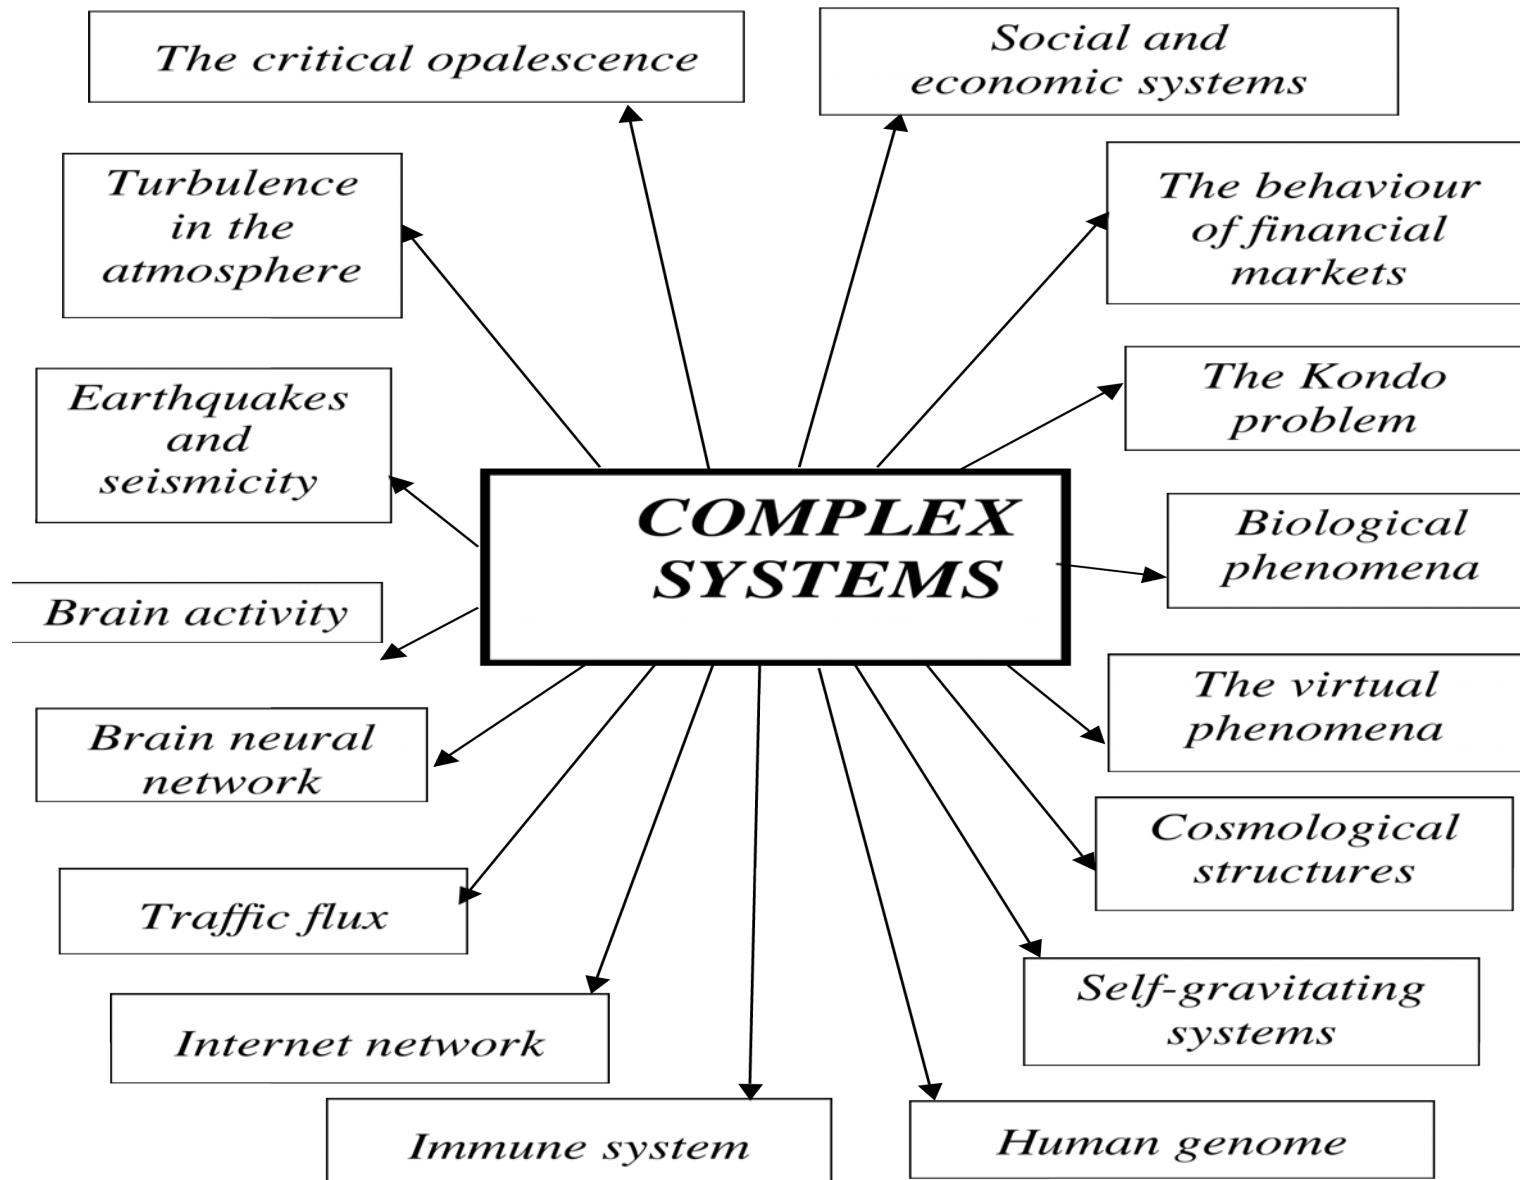 The critical opalescence
Social and
economic systems
Turbulence
in the
atmosphere
The behaviour
of financial
markets
Earthquakes
and
seismicity
The Kondo
problem
COMPLEX
SYSTEMS
Biological
phenomena
Brain activity
The virtual
phenomena
Brain neural
network
Cosmological
structures
Traffic flux
Self-gravitating
systems
Internet network
Immune system
Human genome